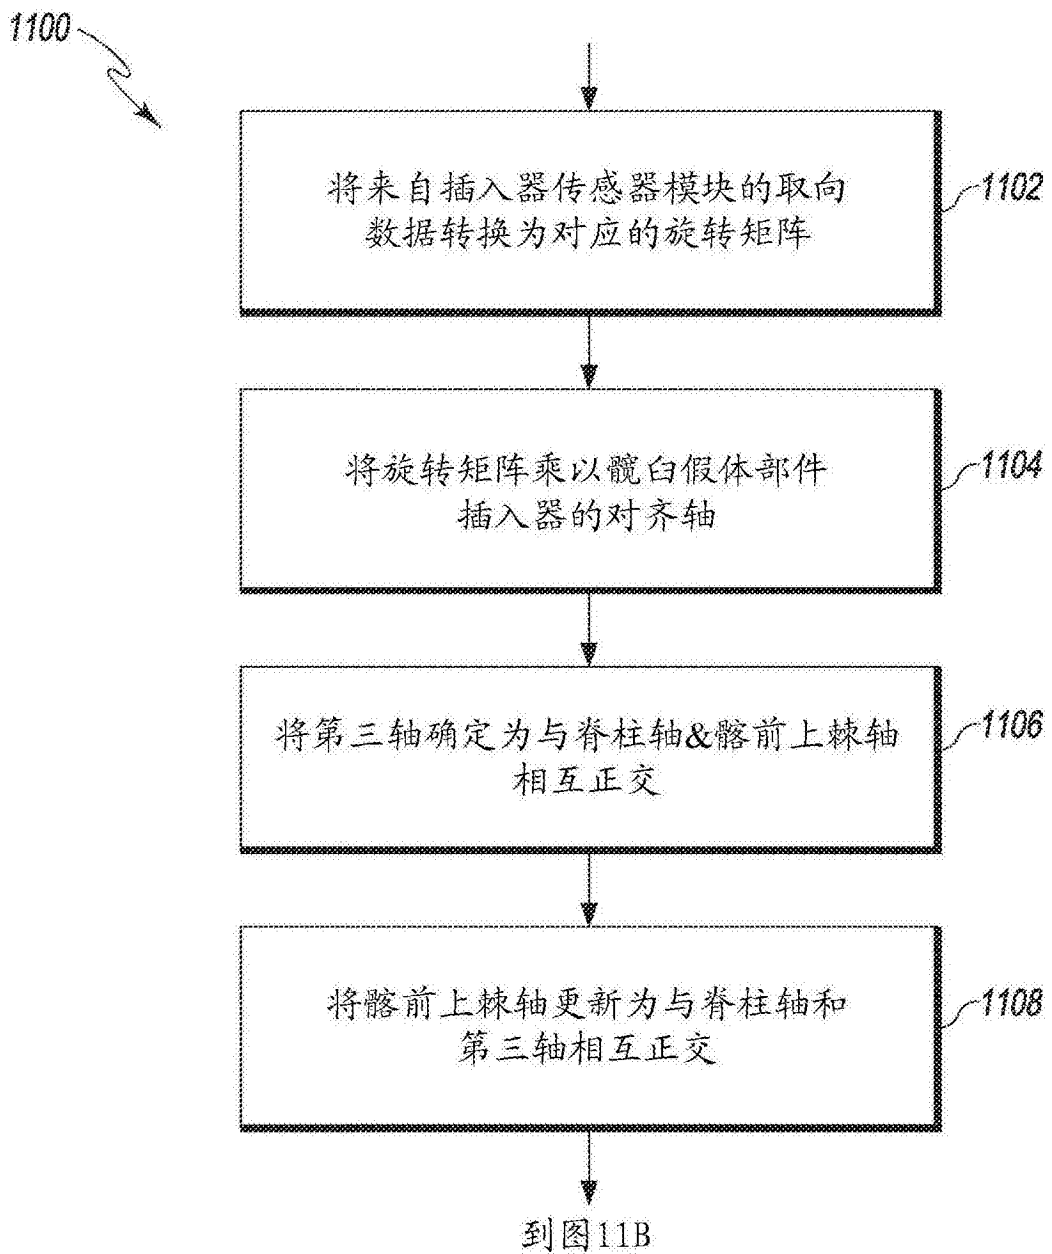 1100
将来自插入器传感器模块的取向
数据转换为对应的旋转矩阵
1102
将旋转矩阵乘以髋臼假体部件
插入器的对齐轴
1104
将第三轴确定为与脊柱轴&髂前上棘轴
相互正交
1106
将髂前上棘轴更新为与脊柱轴和
第三轴相互正交
1108
到图11B